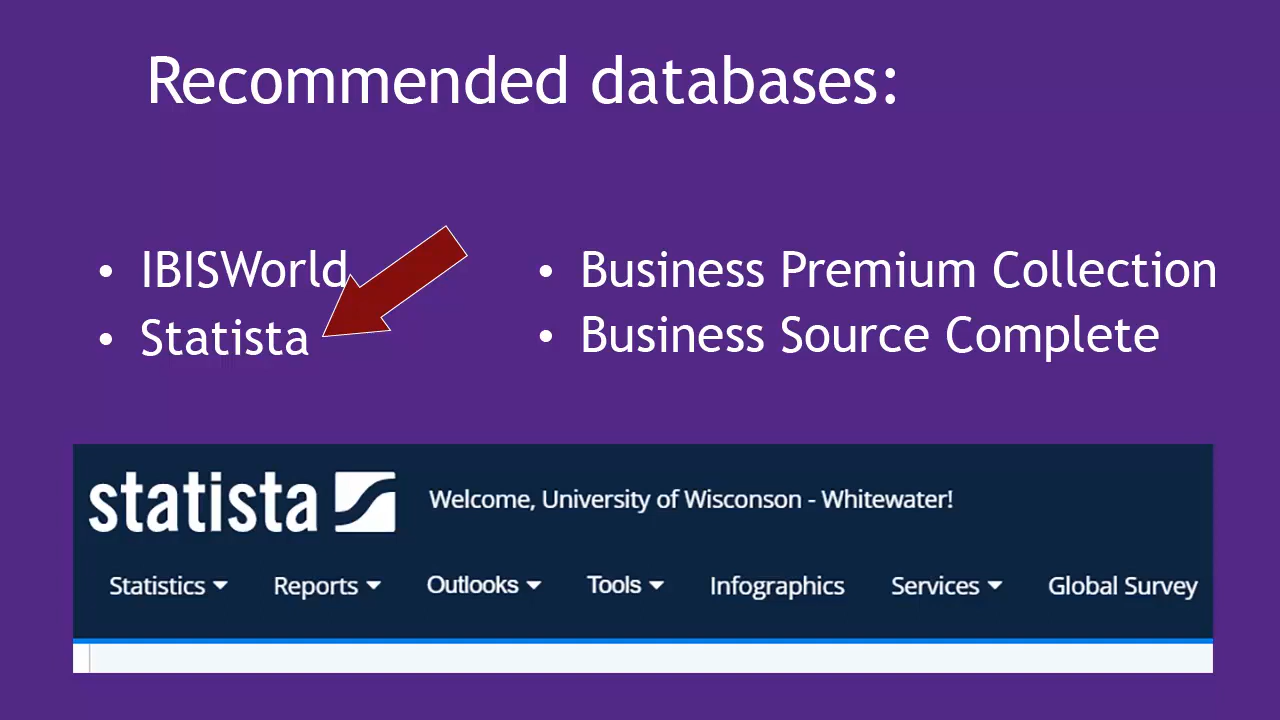 Recommended databases:
• IBISWorld
• Statista
• Business Premium Collection
• Business Source Complete
statista
Welcome, University of Wisconson - Whitewater!
Statistics Reports Outlooks Tools Infographics Services Global Survey